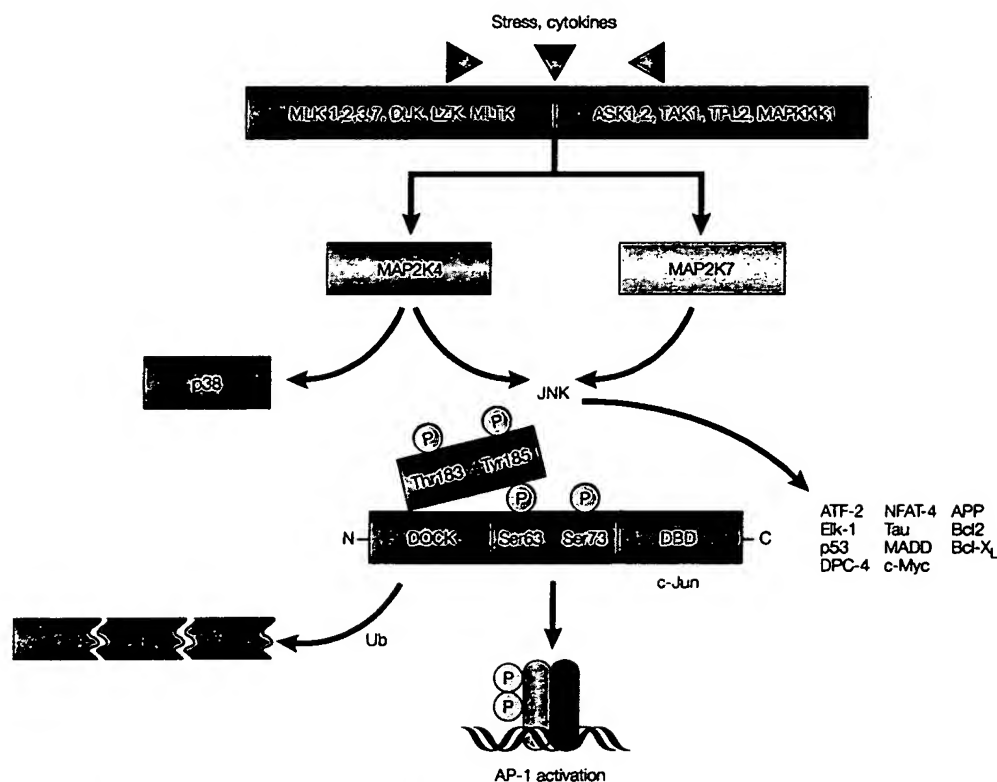 Stress, cytokines
MLK 1,2,3,7, DLK, LZK, MLTK
ASK1,2, TAK1, TPL2, MAPKKK1
MAP2K4
MAP2K7
p38
JNK
P
P
Thr183
Tyr185
P
P
N
DOCK
Ser63
Ser73
DBD
C
c-Jun
ATF-2 NFAT-4 APP
Elk-1 Tau Bcl2
p53 MADD Bcl-XL
DPC-4 c-Myc
Ub
P
P
AP-1 activation